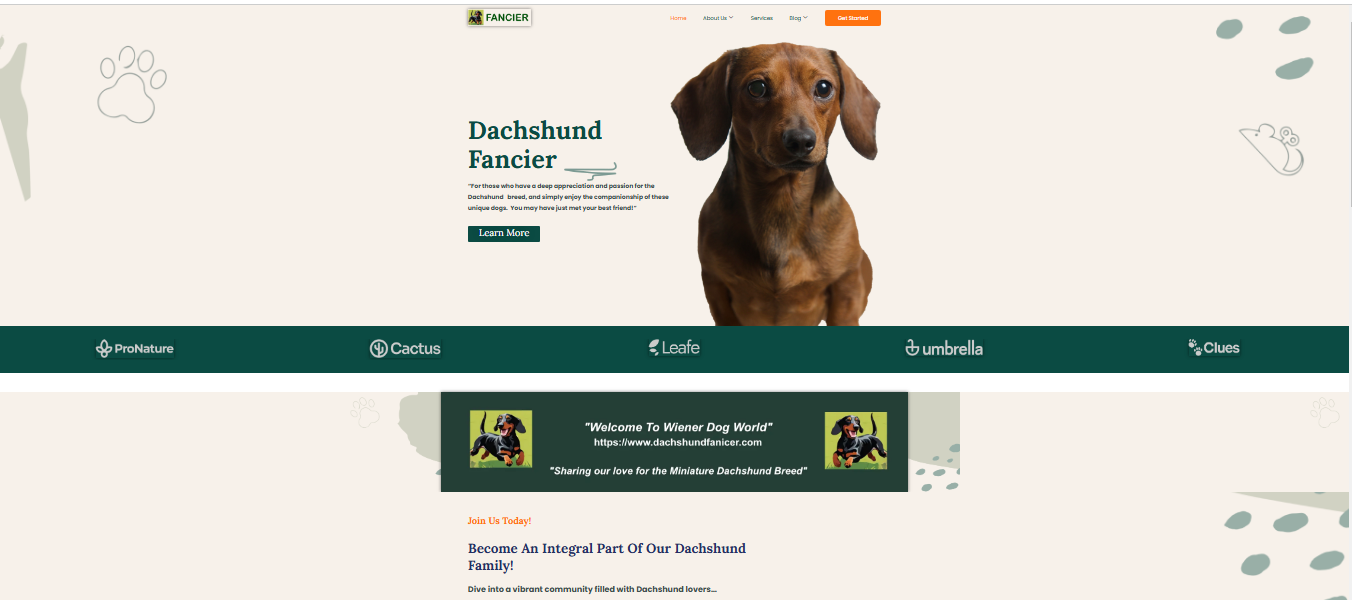 FANCIER
Home About Us Services Blog Get Started
Dachshund
Fancier
"For those who have a deep appreciation and passion for the
Dachshund breed, and simply enjoy the companionship of these
unique dogs. You may have just met your best friend!"
Learn More
ProNature Cactus Leafe umbrella Clues
"Welcome To Wiener Dog World"
https://www.dachshundfanicer.com
"Sharing our love for the Miniature Dachshund Breed"
Join Us Today!
Become An Integral Part Of Our Dachshund
Family!
Dive into a vibrant community filled with Dachshund lovers...